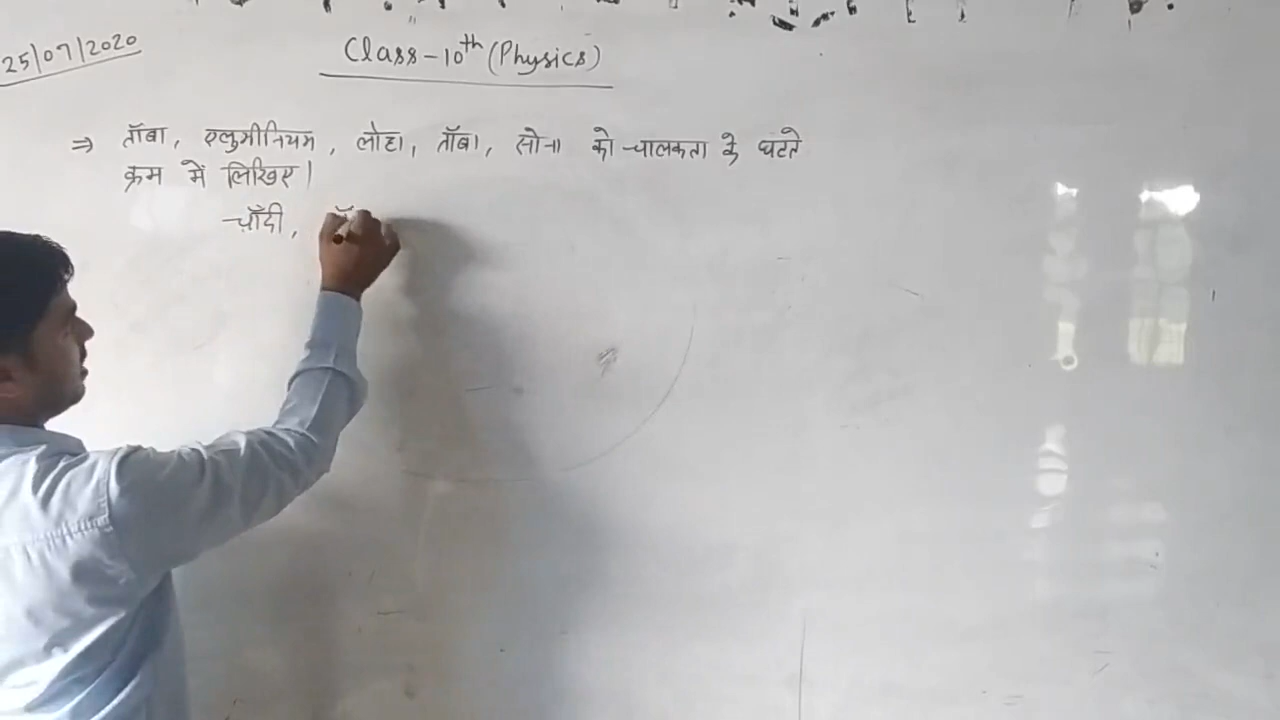 25/07/2020
Class-10th (Physics)
⇒ ताँबा, एलुमीनियम, लोहा, ताँबा, सोना को चालकता के घटते
क्रम में लिखिए।
चाँदी,